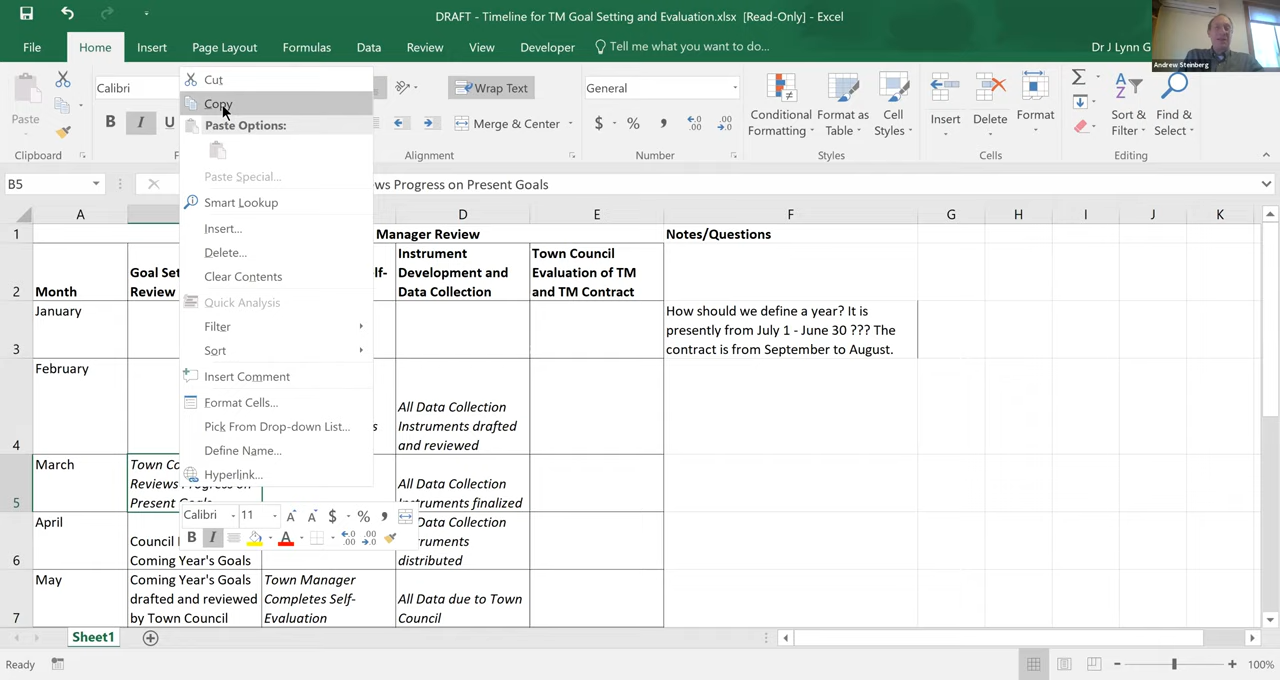 DRAFT - Timeline for TM Goal Setting and Evaluation.xlsx [Read-Only] - Excel
File Home Insert Page Layout Formulas Data Review View Developer Tell me what you want to do... Dr J Lynn G
Andrew Steinberg
Cut
Copy
Paste Options:
Paste Special...
Smart Lookup
Insert...
Delete...
Clear Contents
Quick Analysis
Filter
Sort
Insert Comment
Format Cells...
Pick From Drop-down List...
Define Name...
Hyperlink...
Calibri 11
$ % ,
B I A
Paste
Clipboard
Calibri
B I U
Wrap Text
Merge & Center
Alignment
General
$ % ,
Number
Conditional Formatting
Format as Table
Cell Styles
Styles
Insert Delete Format
Cells
Sort & Filter
Find & Select
Editing
B5
ws Progress on Present Goals
A D E F G H I J K
1 Manager Review Notes/Questions
2 Month
Goal Set
Review
lf-
Instrument
Development and
Data Collection
Town Council
Evaluation of TM
and TM Contract
3 January
How should we define a year? It is
presently from July 1 - June 30 ??? The
contract is from September to August.
4 February
s
All Data Collection
Instruments drafted
and reviewed
5 March
Town Co
Reviews Progress on
Present Goals
All Data Collection
Instruments finalized
6 April
Council
Coming Year's Goals
Data Collection
Instruments
distributed
7 May
Coming Year's Goals
drafted and reviewed
by Town Council
Town Manager
Completes Self-
Evaluation
All Data due to Town
Council
Sheet1
Ready
100%